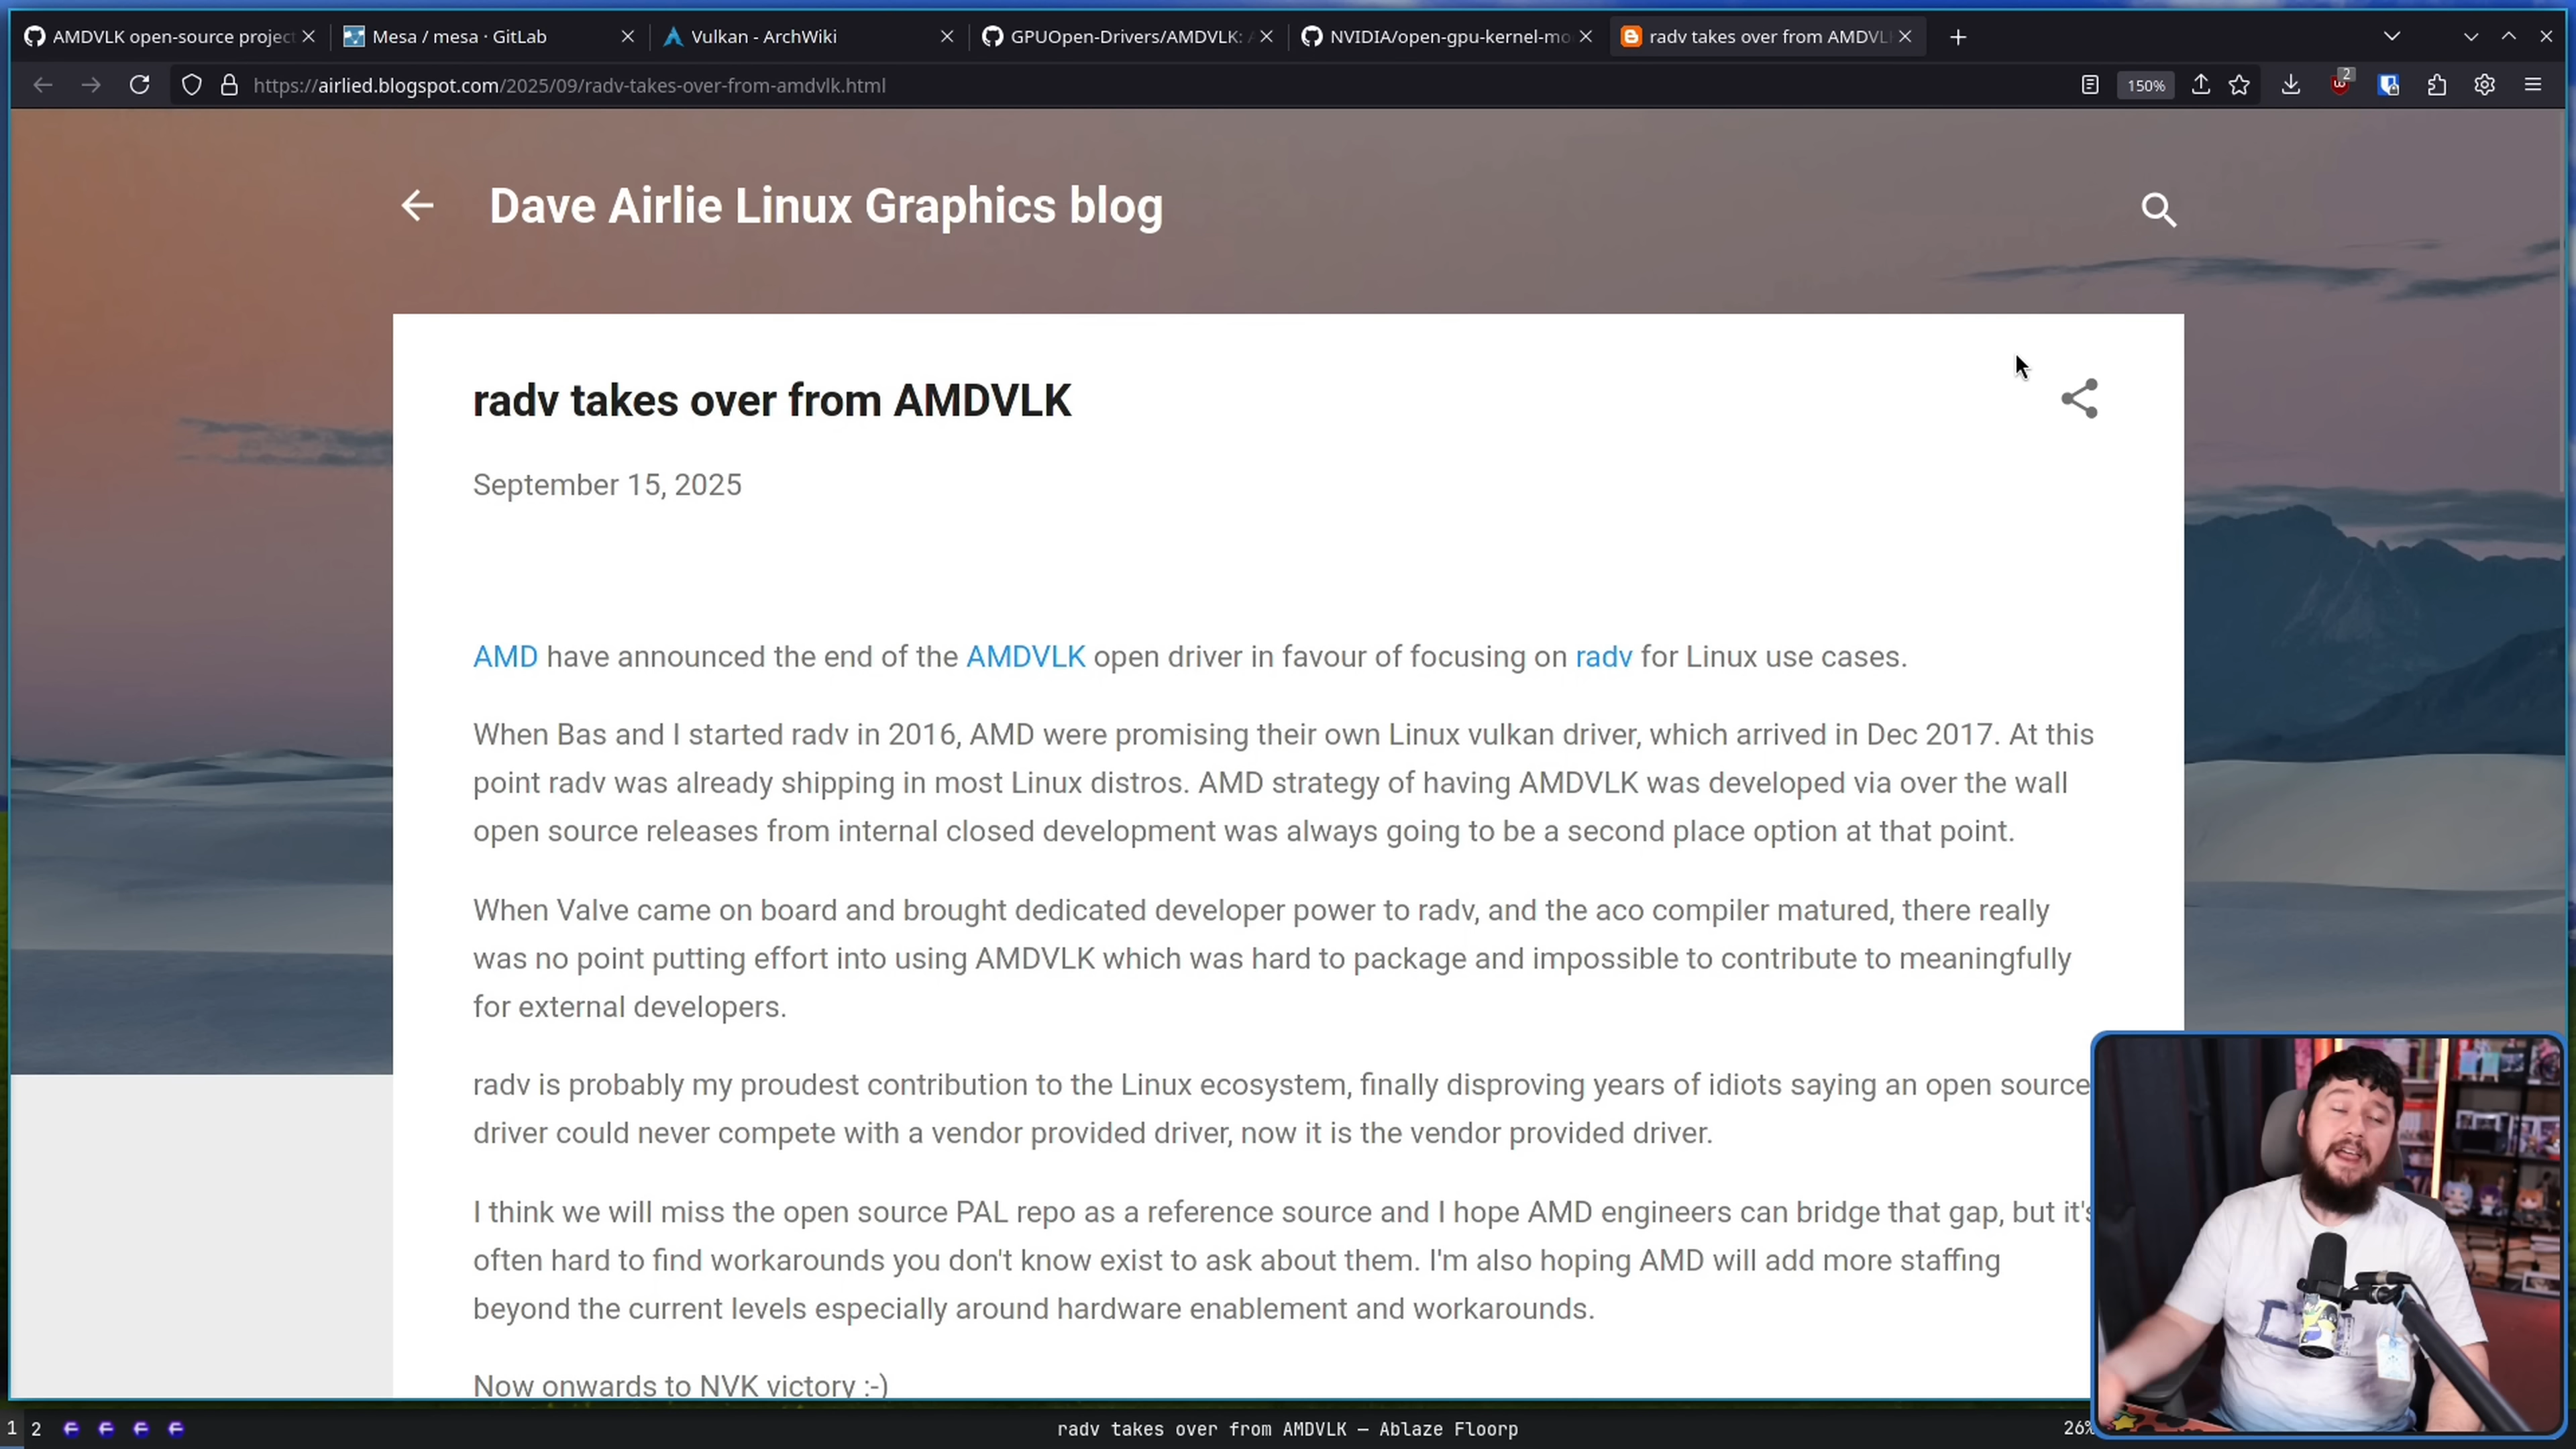 AMDVLK open-source project
Mesa / mesa · GitLab
Vulkan - ArchWiki
GPUOpen-Drivers/AMDVLK:
NVIDIA/open-gpu-kernel-mo
radv takes over from AMDVL
https://airlied.blogspot.com/2025/09/radv-takes-over-from-amdvlk.html
150%
2
Dave Airlie Linux Graphics blog
radv takes over from AMDVLK
September 15, 2025
AMD have announced the end of the AMDVLK open driver in favour of focusing on radv for Linux use cases.
When Bas and I started radv in 2016, AMD were promising their own Linux vulkan driver, which arrived in Dec 2017. At this
point radv was already shipping in most Linux distros. AMD strategy of having AMDVLK was developed via over the wall
open source releases from internal closed development was always going to be a second place option at that point.
When Valve came on board and brought dedicated developer power to radv, and the aco compiler matured, there really
was no point putting effort into using AMDVLK which was hard to package and impossible to contribute to meaningfully
for external developers.
radv is probably my proudest contribution to the Linux ecosystem, finally disproving years of idiots saying an open source
driver could never compete with a vendor provided driver, now it is the vendor provided driver.
I think we will miss the open source PAL repo as a reference source and I hope AMD engineers can bridge that gap, but it's
often hard to find workarounds you don't know exist to ask about them. I'm also hoping AMD will add more staffing
beyond the current levels especially around hardware enablement and workarounds.
Now onwards to NVK victory :-)
1 2
radv takes over from AMDVLK — Ablaze Floorp
26%